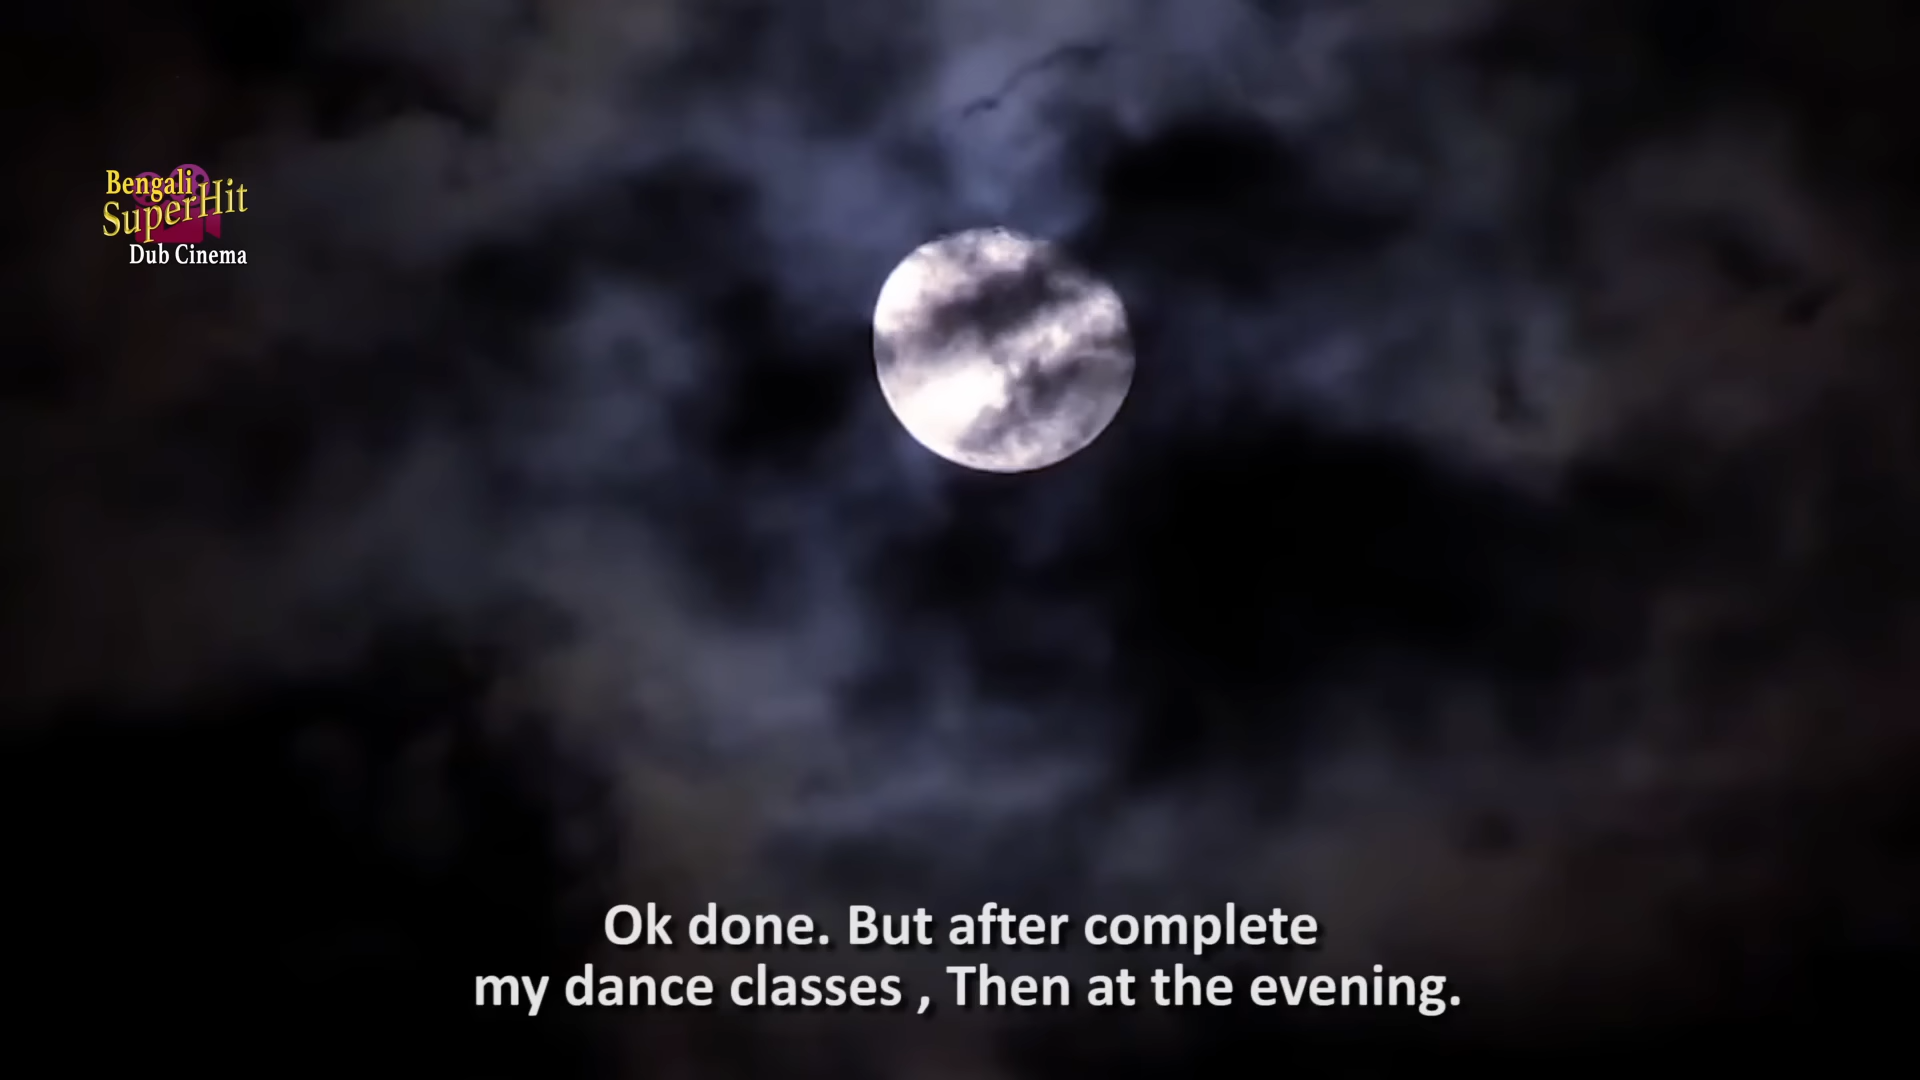 Bengali
SuperHit
Dub Cinema
Ok done. But after complete
my dance classes , Then at the evening.